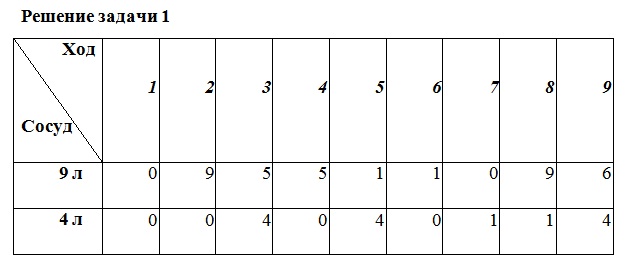 Решение задачи 1
Ход
Сосуд
1 2 3 4 5 6 7 8 9
9 л 0 9 5 5 1 1 0 9 6
4 л 0 0 4 0 4 0 1 1 4